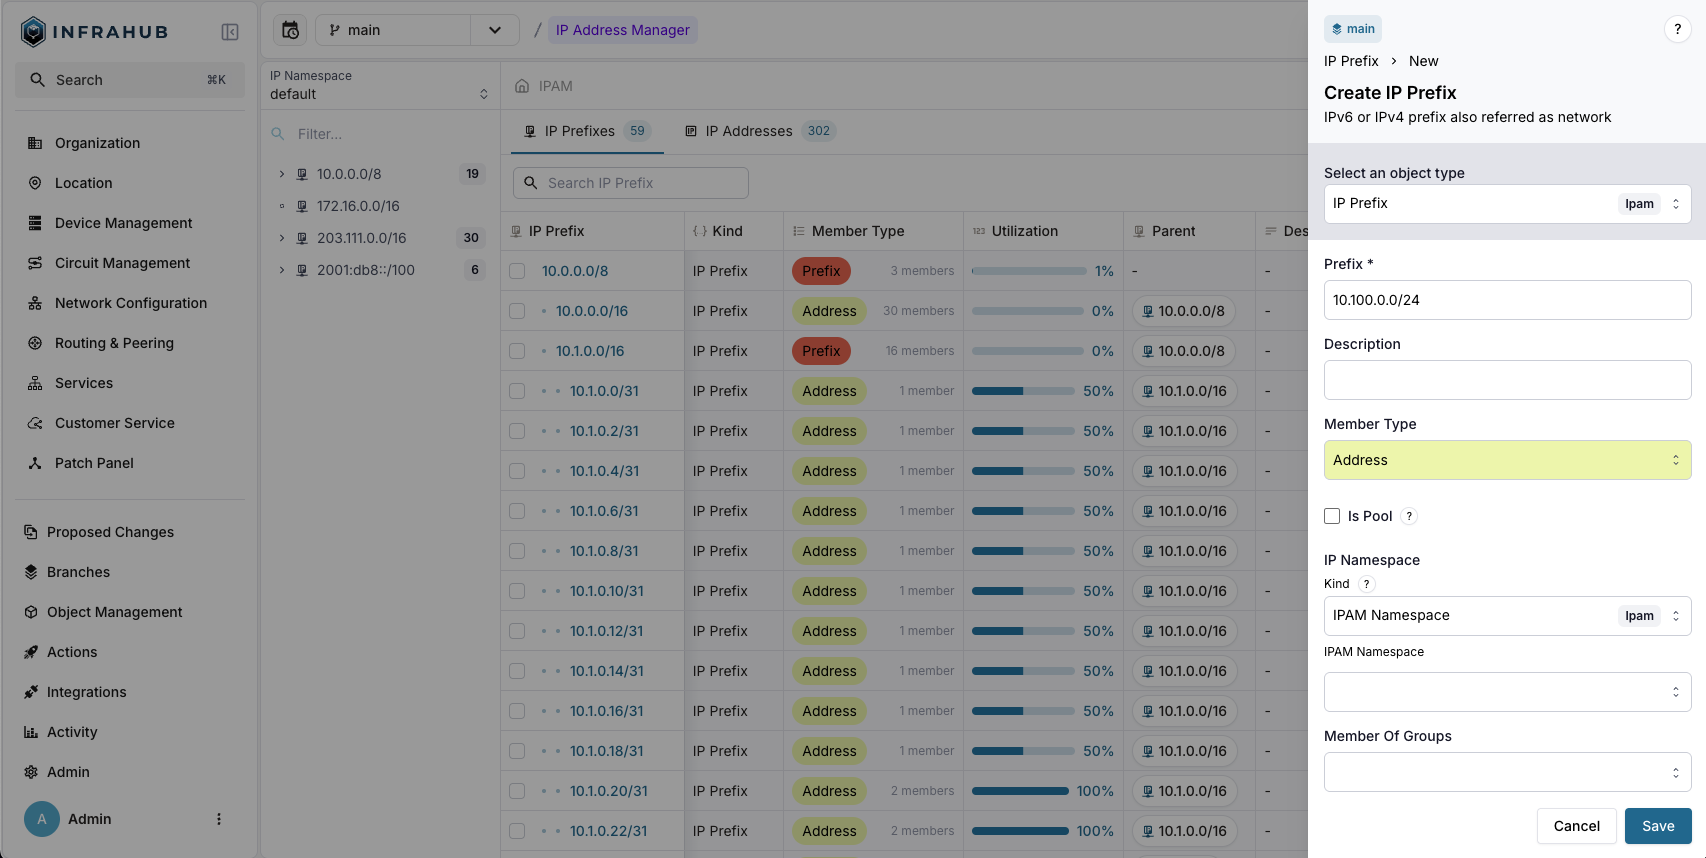 INFRAHUB
Search ⌘K
Organization
Location
Device Management
Circuit Management
Network Configuration
Routing & Peering
Services
Customer Service
Patch Panel
Proposed Changes
Branches
Object Management
Actions
Integrations
Activity
Admin
A Admin
main / IP Address Manager
IP Namespace
default
Filter...
10.0.0.0/8 19
172.16.0.0/16
203.111.0.0/16 30
2001:db8::/100 6
IPAM
IP Prefixes 59 IP Addresses 302
Search IP Prefix
IP Prefix Kind Member Type 123 Utilization Parent Des
10.0.0.0/8 IP Prefix Prefix 3 members 1% - -
10.0.0.0/16 IP Prefix Address 30 members 0% 10.0.0.0/8 -
10.1.0.0/16 IP Prefix Prefix 16 members 0% 10.0.0.0/8 -
10.1.0.0/31 IP Prefix Address 1 member 50% 10.1.0.0/16 -
10.1.0.2/31 IP Prefix Address 1 member 50% 10.1.0.0/16 -
10.1.0.4/31 IP Prefix Address 1 member 50% 10.1.0.0/16 -
10.1.0.6/31 IP Prefix Address 1 member 50% 10.1.0.0/16 -
10.1.0.8/31 IP Prefix Address 1 member 50% 10.1.0.0/16 -
10.1.0.10/31 IP Prefix Address 1 member 50% 10.1.0.0/16 -
10.1.0.12/31 IP Prefix Address 1 member 50% 10.1.0.0/16 -
10.1.0.14/31 IP Prefix Address 1 member 50% 10.1.0.0/16 -
10.1.0.16/31 IP Prefix Address 1 member 50% 10.1.0.0/16 -
10.1.0.18/31 IP Prefix Address 1 member 50% 10.1.0.0/16 -
10.1.0.20/31 IP Prefix Address 2 members 100% 10.1.0.0/16 -
10.1.0.22/31 IP Prefix Address 2 members 100% 10.1.0.0/16 -
main ?
IP Prefix > New
Create IP Prefix
IPv6 or IPv4 prefix also referred as network
Select an object type
IP Prefix Ipam
Prefix *
10.100.0.0/24
Description
Member Type
Address
Is Pool ?
IP Namespace
Kind ?
IPAM Namespace Ipam
IPAM Namespace
Member Of Groups
Cancel Save